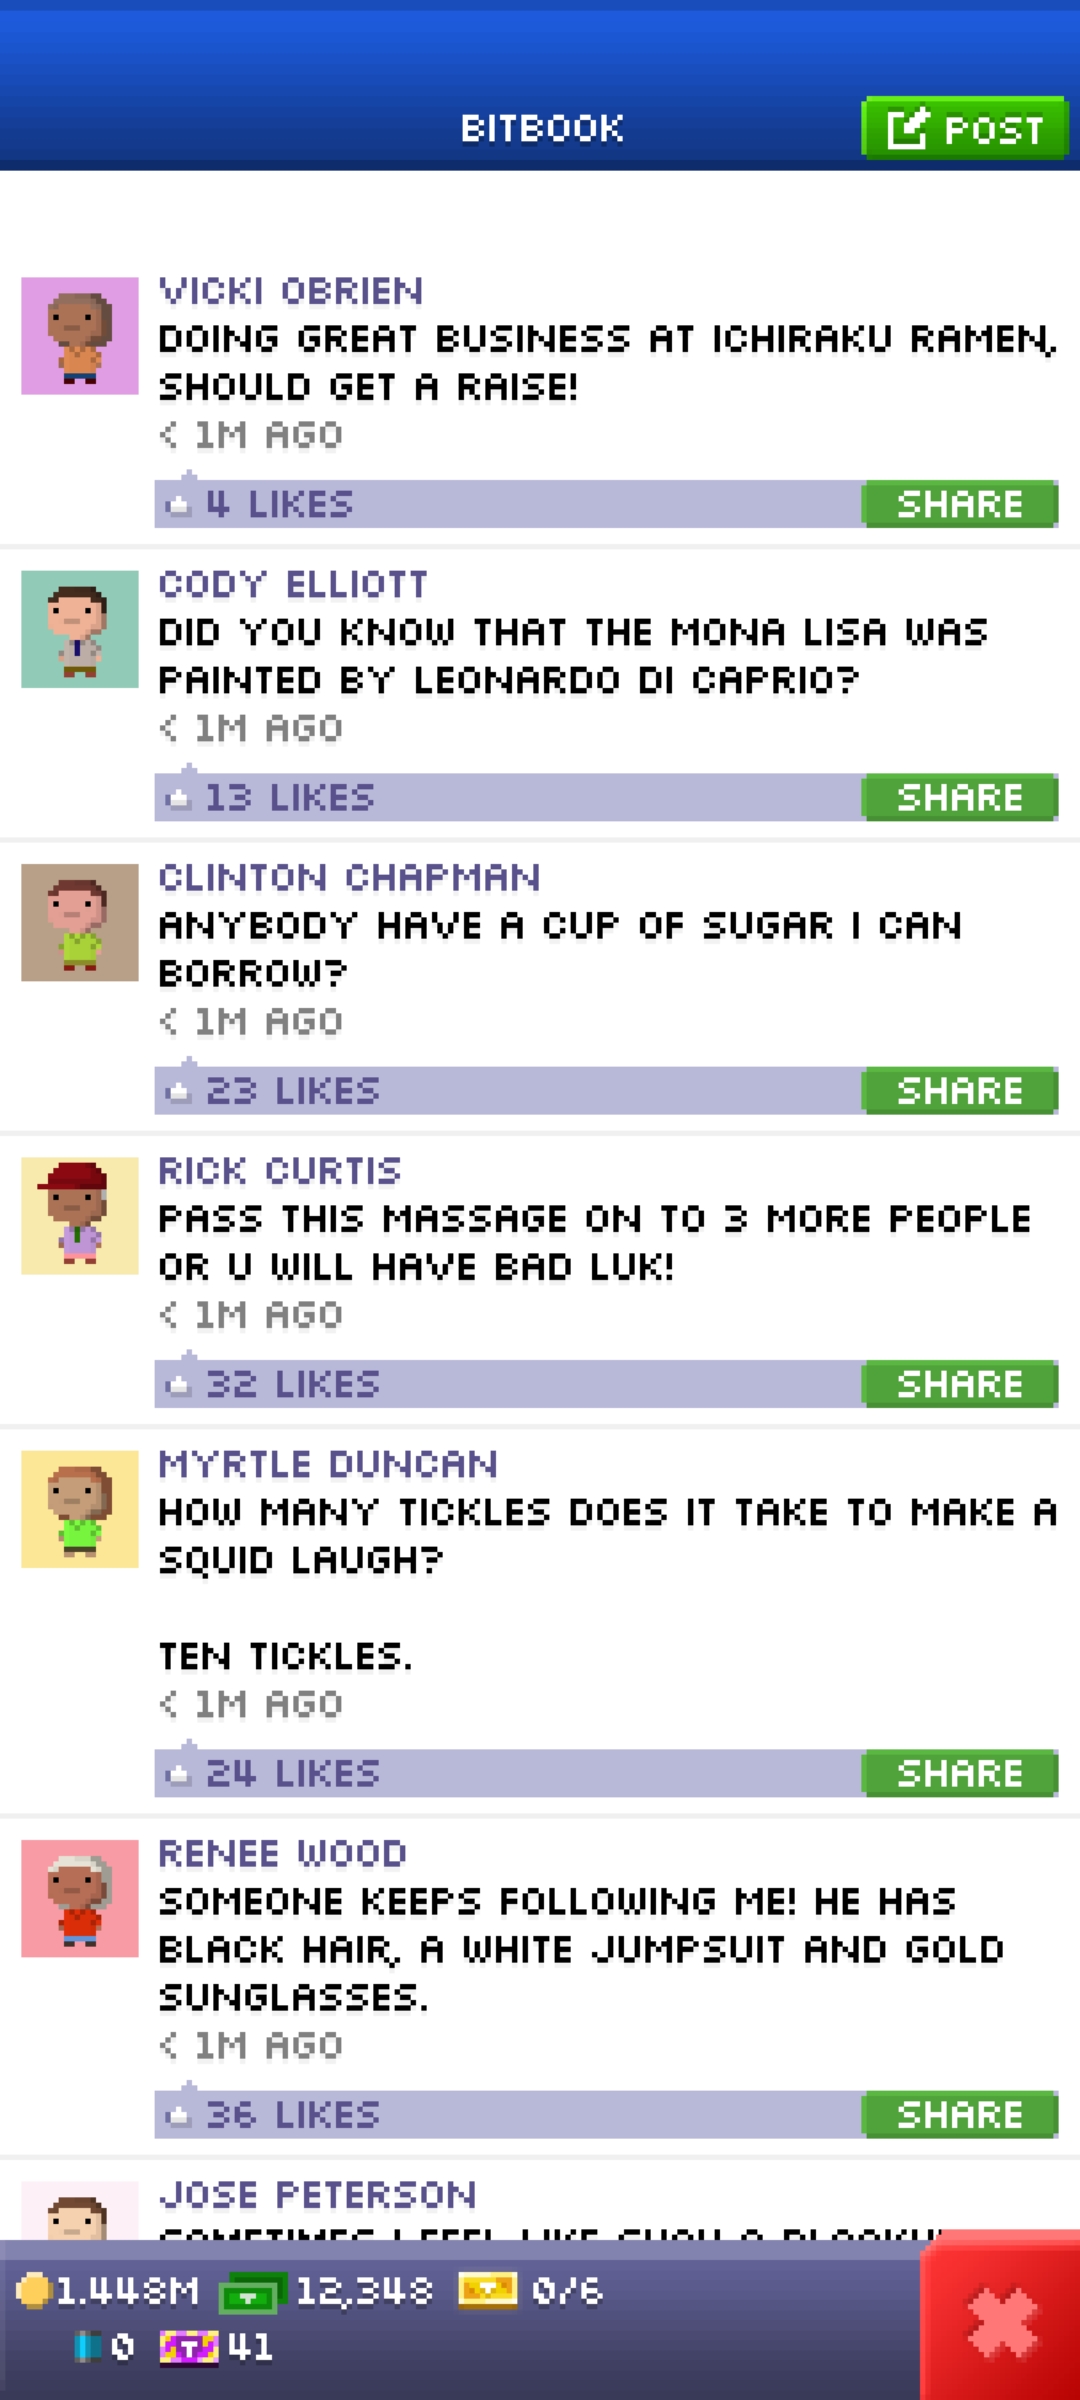 BITBOOK
POST
VICKI OBRIEN
DOING GREAT BUSINESS AT ICHIRAKU RAMEN,
SHOULD GET A RAISE!
< 1M AGO
4 LIKES
SHARE
CODY ELLIOTT
DID YOU KNOW THAT THE MONA LISA WAS
PAINTED BY LEONARDO DI CAPRIO?
< 1M AGO
13 LIKES
SHARE
CLINTON CHAPMAN
ANYBODY HAVE A CUP OF SUGAR I CAN
BORROW?
< 1M AGO
23 LIKES
SHARE
RICK CURTIS
PASS THIS MASSAGE ON TO 3 MORE PEOPLE
OR U WILL HAVE BAD LUK!
< 1M AGO
32 LIKES
SHARE
MYRTLE DUNCAN
HOW MANY TICKLES DOES IT TAKE TO MAKE A
SQUID LAUGH?
TEN TICKLES.
< 1M AGO
24 LIKES
SHARE
RENEE WOOD
SOMEONE KEEPS FOLLOWING ME! HE HAS
BLACK HAIR, A WHITE JUMPSUIT AND GOLD
SUNGLASSES.
< 1M AGO
36 LIKES
SHARE
JOSE PETERSON
SOMETIMES I FEEL LIKE SUCH A
1.448M 12,348 0/6
0 T 41